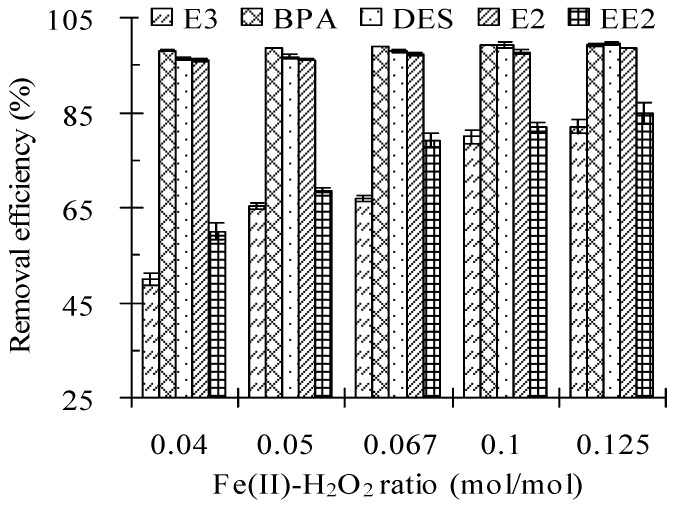 E3 BPA DES E2 EE2
105
85
65
45
25
Removal efficiency (%)
0.04 0.05 0.067 0.1 0.125
Fe(II)-H₂O₂ ratio (mol/mol)